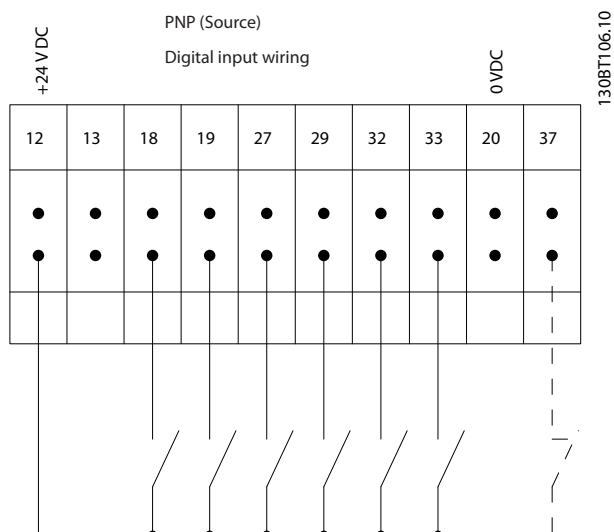 PNP (Source)
Digital input wiring
+24 V DC
0 VDC
130BT106.10
12 13 18 19 27 29 32 33 20 37